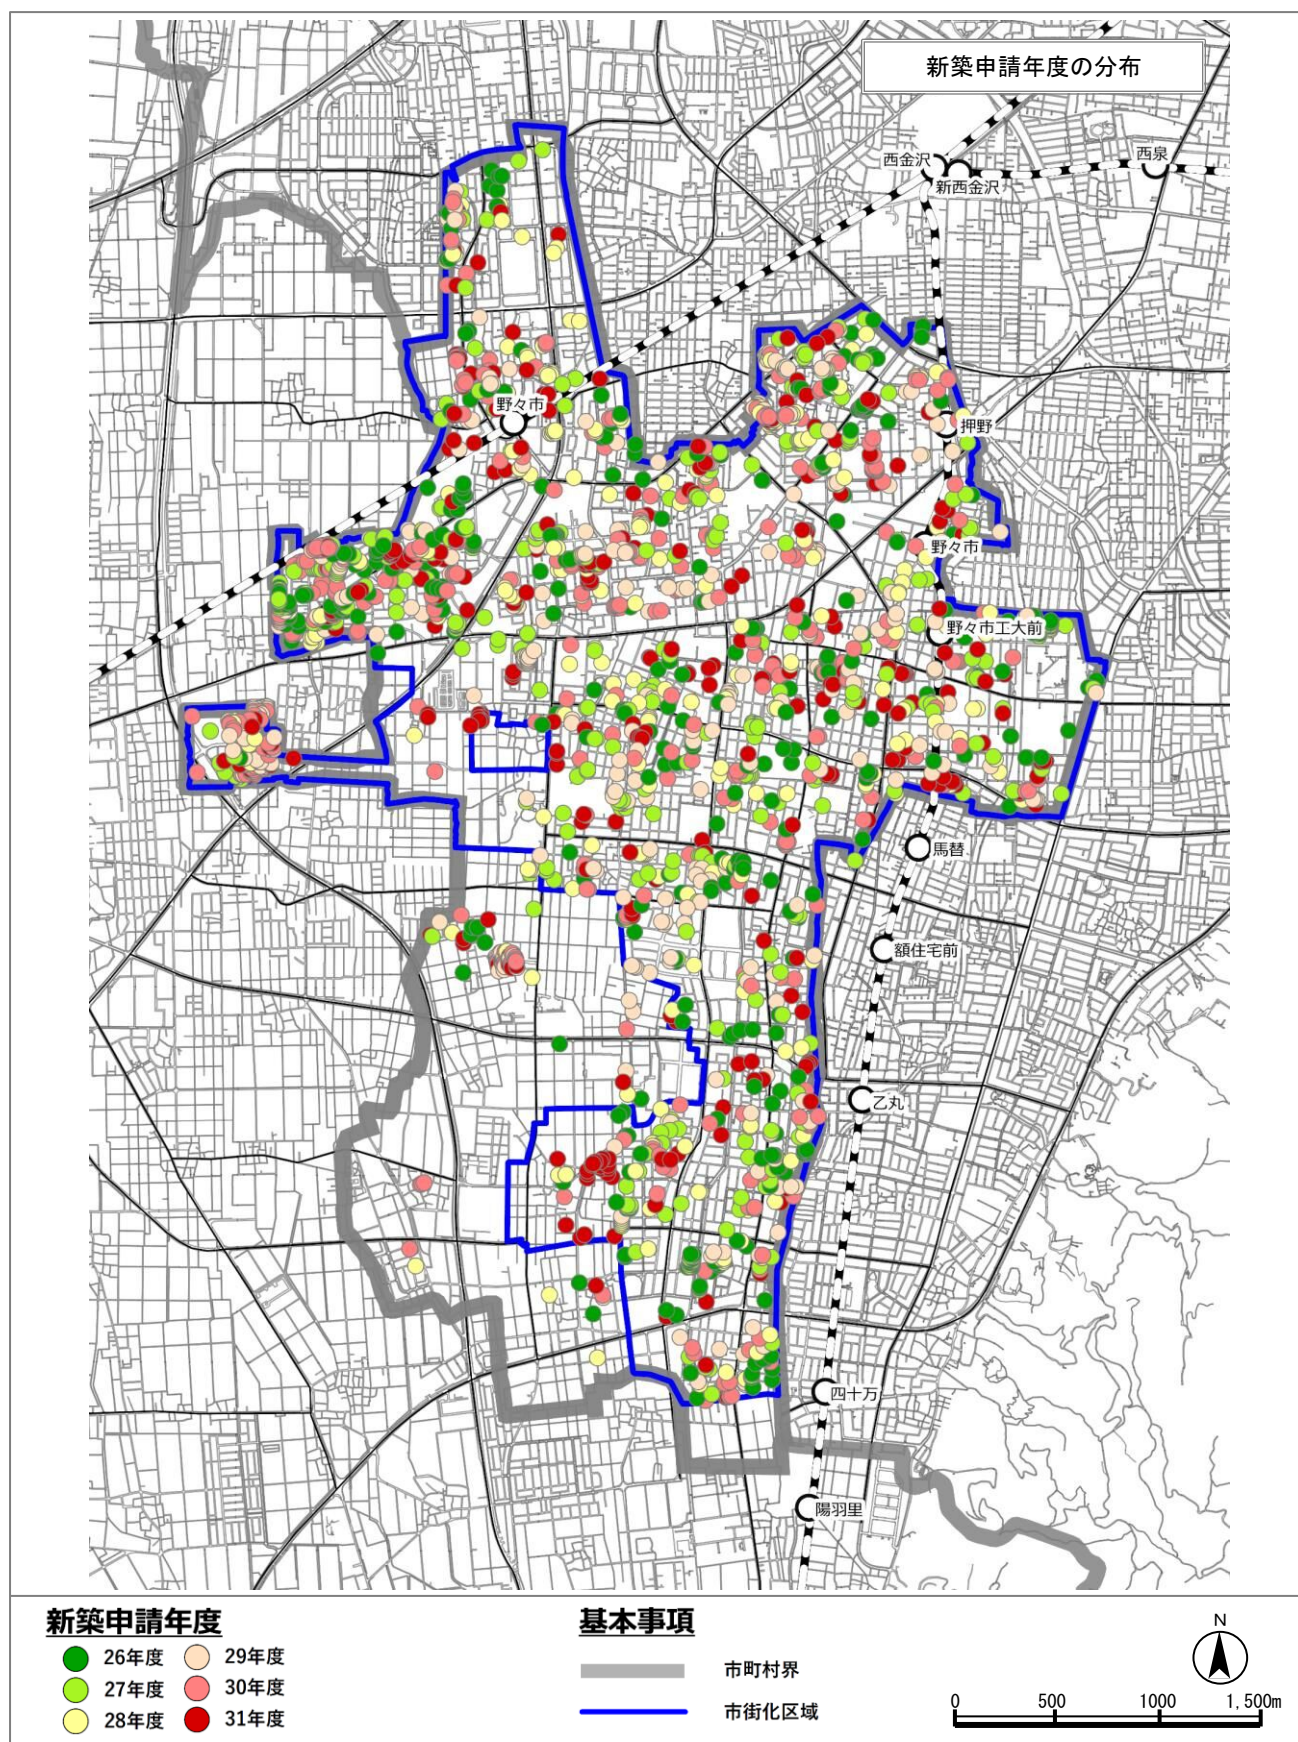 新築申請年度の分布
西金沢
西泉
新西金沢
野々市
押野
野々市
野々市工大前
馬替
額住宅前
乙丸
四十万
陽羽里
新築申請年度
26年度
29年度
27年度
30年度
28年度
31年度
基本事項
市町村界
市街化区域
N
0 500 1000 1,500m